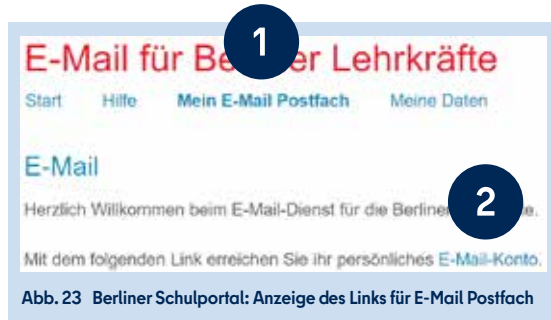 1
E-Mail für Be er Lehrkräfte
Start Hilfe Mein E-Mail Postfach Meine Daten
E-Mail
2
Herzlich Willkommen beim E-Mail-Dienst für die Berliner e.
Mit dem folgenden Link erreichen Sie ihr persönliches E-Mail-Konto.
Abb. 23 Berliner Schulportal: Anzeige des Links für E-Mail Postfach